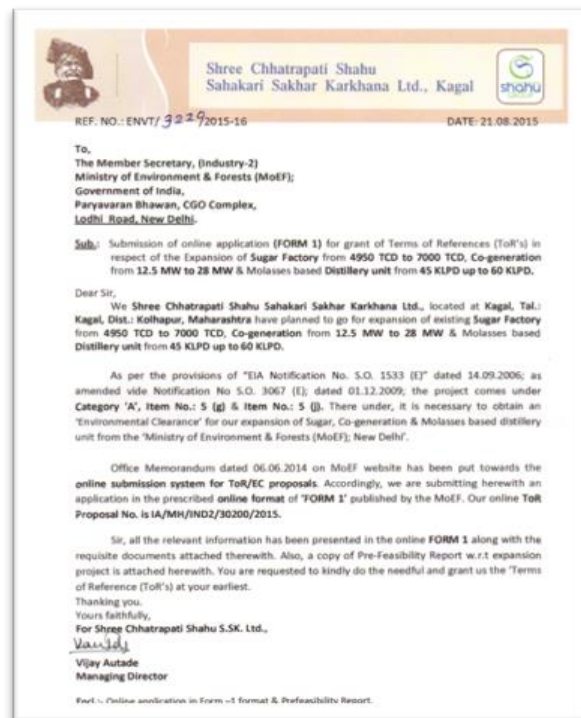 Shree Chhatrapati Shahu
Sahakari Sakhar Karkhana Ltd., Kagal
shahu
GROUP
REF. NO.: ENVT/ 3229/2015-16 DATE: 21.08.2015
To,
The Member Secretary, (Industry-2)
Ministry of Environment & Forests (MoEF);
Government of India,
Paryavaran Bhawan, CGO Complex,
Lodhi Road, New Delhi.
Sub.: Submission of online application (FORM 1) for grant of Terms of References (ToR's) in
respect of the Expansion of Sugar Factory from 4950 TCD to 7000 TCD, Co-generation
from 12.5 MW to 28 MW & Molasses based Distillery unit from 45 KLPD up to 60 KLPD.
Dear Sir,
We Shree Chhatrapati Shahu Sahakari Sakhar Karkhana Ltd., located at Kagal, Tal.:
Kagal, Dist.: Kolhapur, Maharashtra have planned to go for expansion of existing Sugar Factory
from 4950 TCD to 7000 TCD, Co-generation from 12.5 MW to 28 MW & Molasses based
Distillery unit from 45 KLPD up to 60 KLPD.
As per the provisions of "EIA Notification No. S.O. 1533 (E)" dated 14.09.2006; as
amended vide Notification No S.O. 3067 (E); dated 01.12.2009; the project comes under
Category 'A', Item No.: 5 (g) & Item No.: 5 (j). There under, it is necessary to obtain an
'Environmental Clearance' for our expansion of Sugar, Co-generation & Molasses based distillery
unit from the 'Ministry of Environment & Forests (MoEF); New Delhi'.
Office Memorandum dated 06.06.2014 on MoEF website has been put towards the
online submission system for ToR/EC proposals. Accordingly, we are submitting herewith an
application in the prescribed online format of 'FORM 1' published by the MoEF. Our online ToR
Proposal No. is IA/MH/IND2/30200/2015.
Sir, all the relevant information has been presented in the online FORM 1 along with the
requisite documents attached therewith. Also, a copy of Pre-Feasibility Report w.r.t expansion
project is attached herewith. You are requested to kindly do the needful and grant us the 'Terms
of Reference (ToR's) at your earliest.
Thanking you.
Yours faithfully,
For Shree Chhatrapati Shahu S.SK. Ltd.,
Vijay Autade
Managing Director
Encl :- Online application in Form –1 format & Prefeasibility Report.